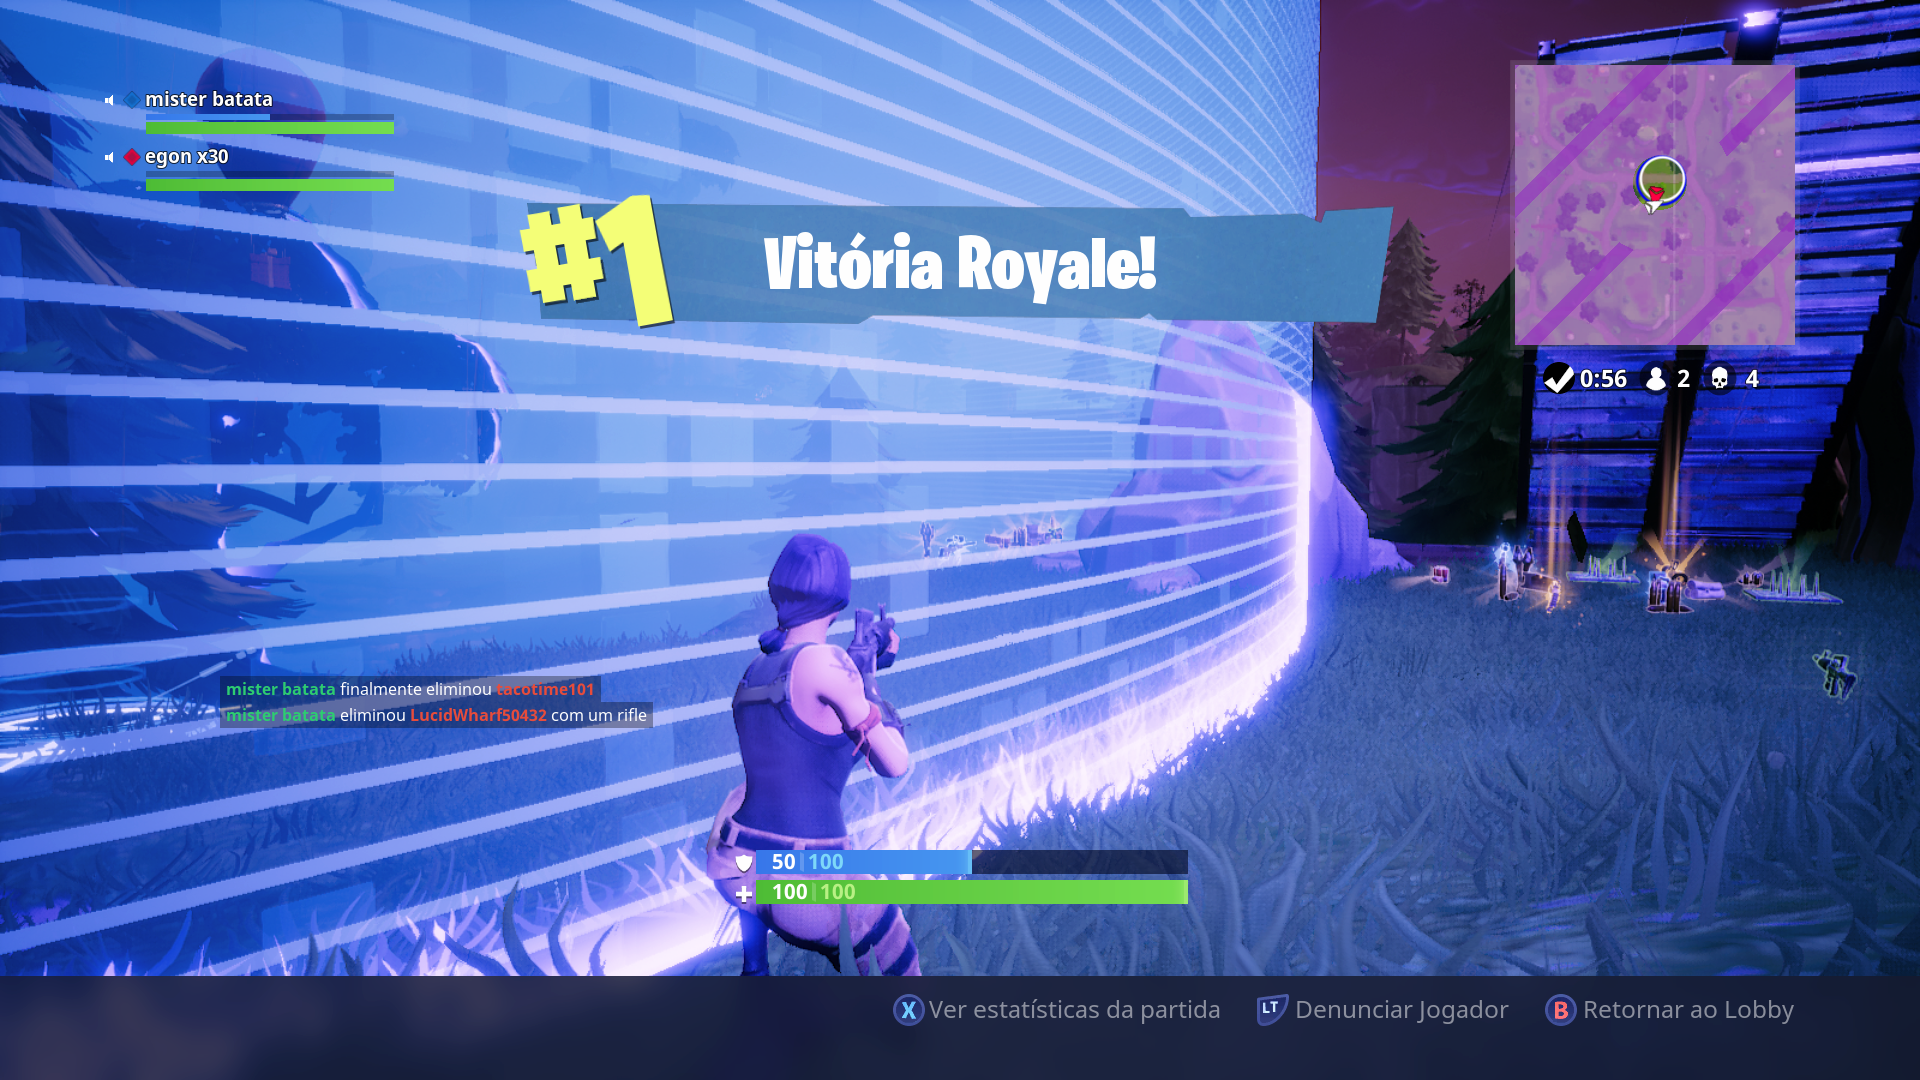 mister batata
egon x30
#1 Vitória Royale!
0:56 2 4
mister batata finalmente eliminou tacotime101
mister batata eliminou LucidWharf50432 com um rifle
50 | 100
100 | 100
X Ver estatísticas da partida LT Denunciar Jogador B Retornar ao Lobby